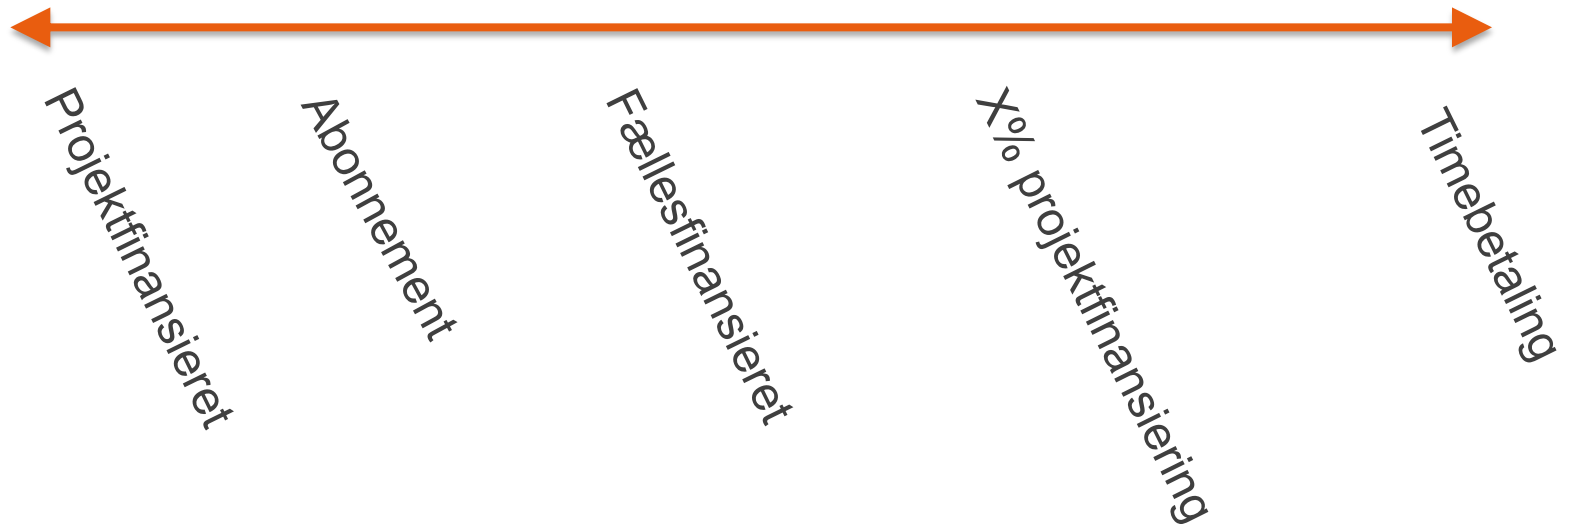 Projektfinansieret
Abonnement
Fællesfinansieret
X% projektfinansiering
Timebetaling